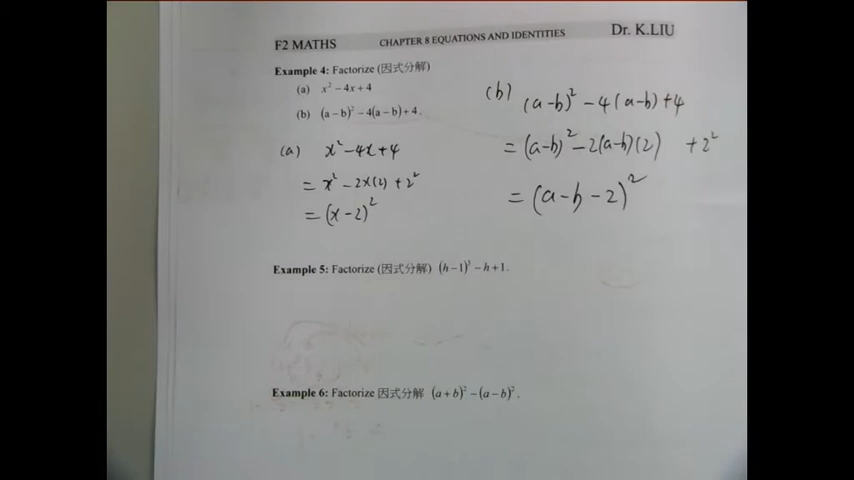 F2 MATHS CHAPTER 8 EQUATIONS AND IDENTITIES Dr. K.LIU
Example 4: Factorize (因式分解)
(a) x² – 4x + 4
(b) (a – b)² – 4(a – b) + 4.
(a) x² – 4x + 4
= x² – 2x(2) + 2²
= (x – 2)²
(b) (a – b)² – 4(a – b) + 4
= (a – b)² – 2(a – b)(2) + 2²
= (a – b – 2)²
Example 5: Factorize (因式分解) (h – 1)³ – h + 1.
Example 6: Factorize 因式分解 (a + b)² – (a – b)².